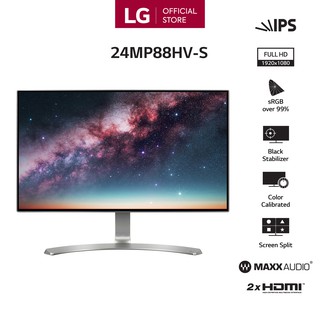 LG
OFFICIAL
STORE
24MP88HV-S
IPS
FULL HD
1920x1080
sRGB
over 99%
Black
Stabilizer
Color
Calibrated
Screen Split
MAXXAUDIO
2x HDMI